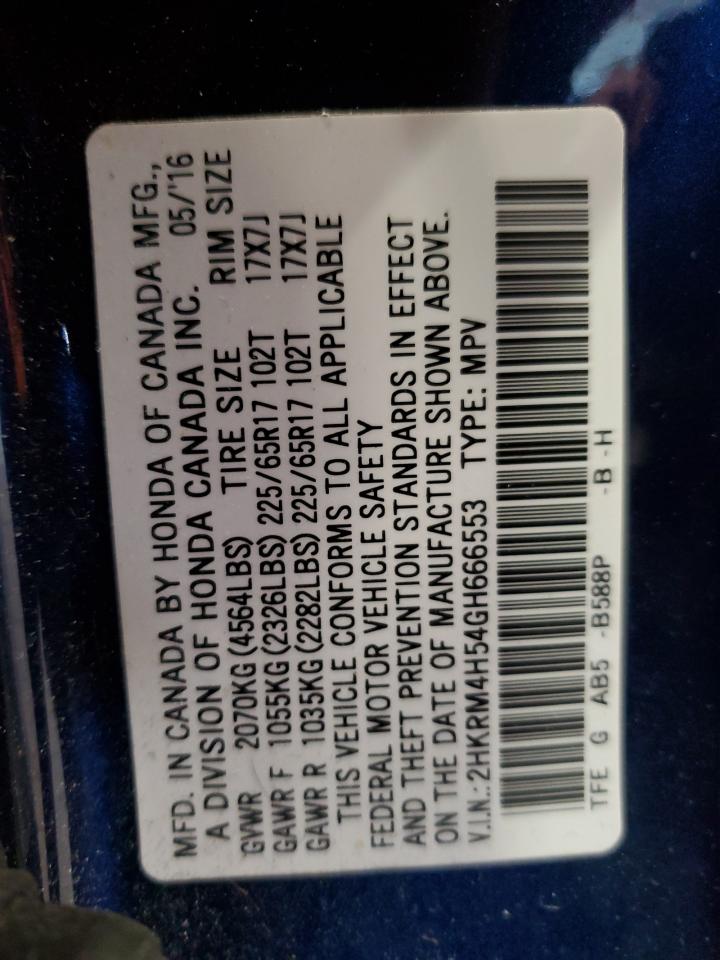 MFD. IN CANADA BY HONDA OF CANADA MFG.,
A DIVISION OF HONDA CANADA INC. 05/'16
GVWR 2070KG(4564LBS) TIRE SIZE RIM SIZE
GAWR F 1055KG(2326LBS) 225/65R17 102T 17X7J
GAWR R 1035KG(2282LBS) 225/65R17 102T 17X7J
THIS VEHICLE CONFORMS TO ALL APPLICABLE
FEDERAL MOTOR VEHICLE SAFETY
AND THEFT PREVENTION STANDARDS IN EFFECT
ON THE DATE OF MANUFACTURE SHOWN ABOVE.
V.I.N.:2HKRM4H54GH666553 TYPE: MPV
TFE G AB5 -B588P -B -H